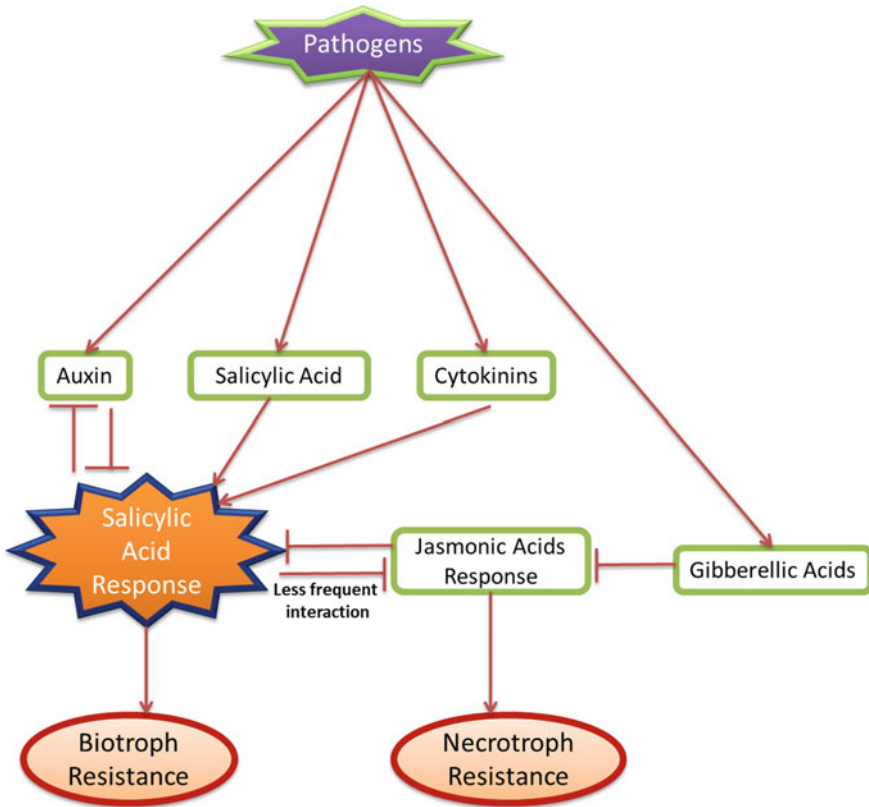 Pathogens
Auxin
Salicylic Acid
Cytokinins
Salicylic
Acid
Response
Jasmonic Acids
Response
Gibberellic Acids
Less frequent
interaction
Biotroph
Resistance
Necrotroph
Resistance